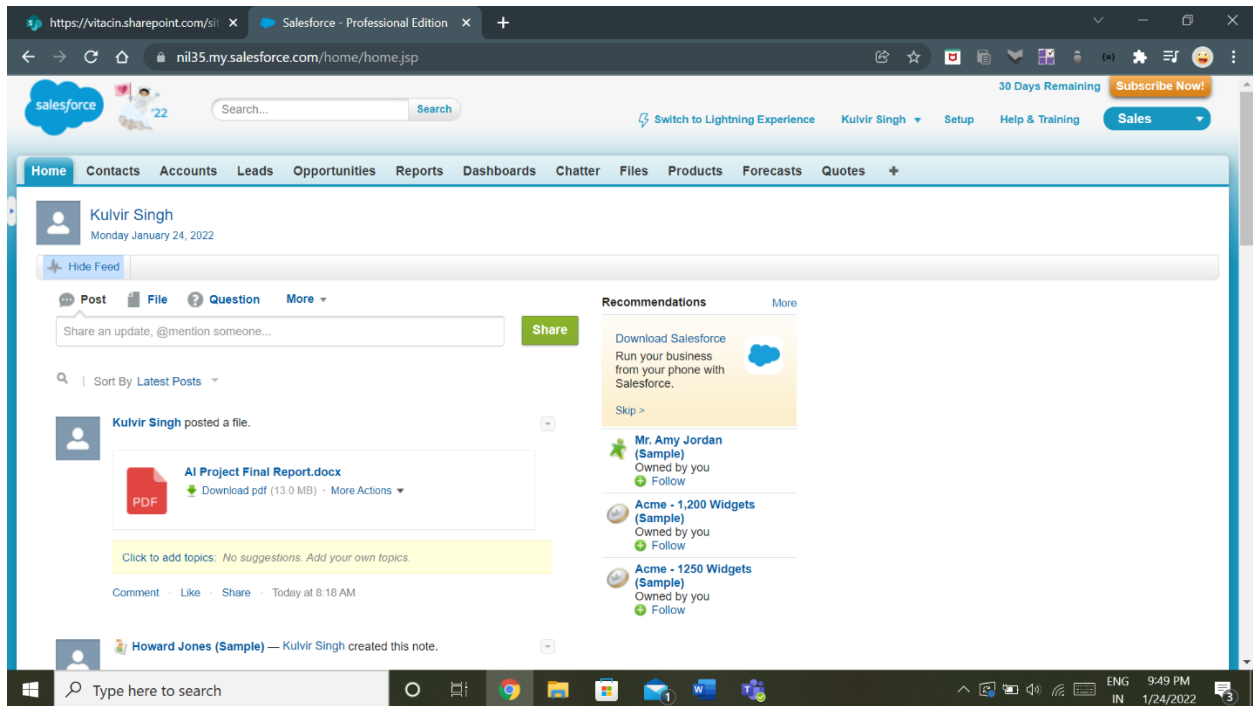 https://vitacin.sharepoint.com/sit
Salesforce - Professional Edition
nil35.my.salesforce.com/home/home.jsp
salesforce
'22
Search...
Search
30 Days Remaining
Subscribe Now!
Switch to Lightning Experience
Kulvir Singh
Setup
Help & Training
Sales
Home Contacts Accounts Leads Opportunities Reports Dashboards Chatter Files Products Forecasts Quotes +
Kulvir Singh
Monday January 24, 2022
Hide Feed
Post File Question More
Share an update, @mention someone...
Share
Sort By Latest Posts
Kulvir Singh posted a file.
PDF
AI Project Final Report.docx
Download pdf (13.0 MB) · More Actions
Click to add topics: No suggestions. Add your own topics.
Comment · Like · Share · Today at 8:18 AM
Howard Jones (Sample) — Kulvir Singh created this note.
Recommendations
More
Download Salesforce
Run your business
from your phone with
Salesforce.
Skip >
Mr. Amy Jordan
(Sample)
Owned by you
Follow
Acme - 1,200 Widgets
(Sample)
Owned by you
Follow
Acme - 1250 Widgets
(Sample)
Owned by you
Follow
Type here to search
1
ENG
IN
9:49 PM
1/24/2022
3